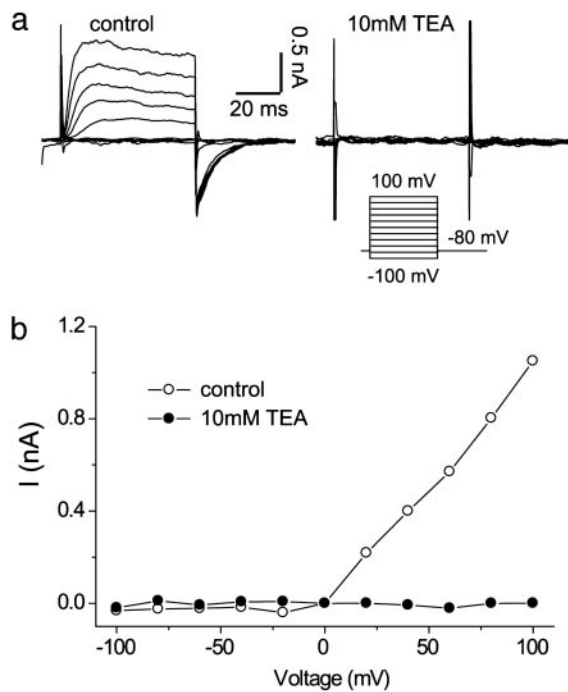 a
control
10mM TEA
0.5 nA
20 ms
100 mV
-80 mV
-100 mV
b
1.2
0.8
0.4
0.0
I (nA)
control
10mM TEA
-100 -50 0 50 100
Voltage (mV)